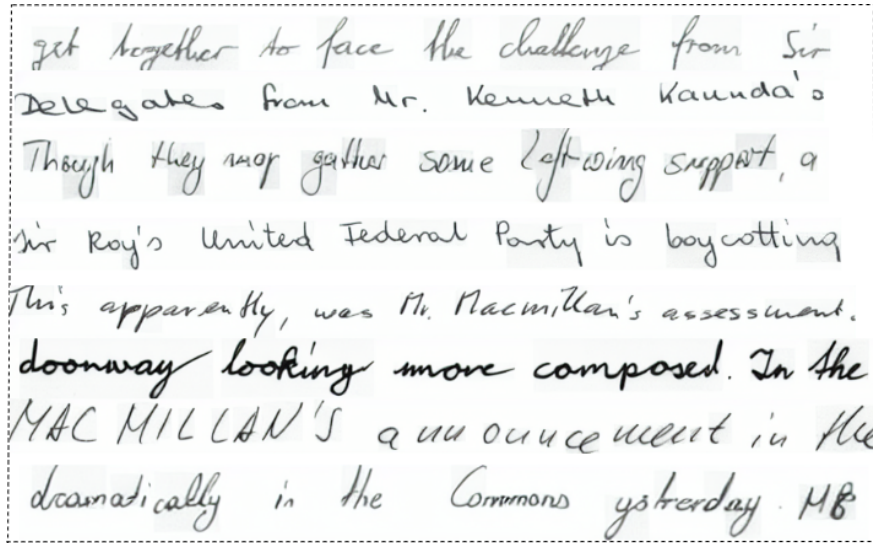 get together to face the challenge from Sir
Delegates from Mr. Kenneth Kaunda's
Though they may gather some left-wing support, a
Sir Roy's United Federal Party is boycotting
This apparently, was Mr. Macmillan's assessment.
doorway looking more composed. In the
MACMILLAN'S announcement in the
dramatically in the Commons yesterday. MB